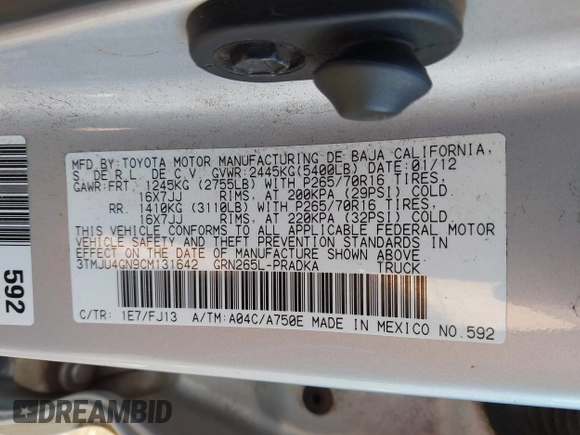 MFD.BY:TOYOTA MOTOR MANUFACTURING DE BAJA CALIFORNIA,
S. DE R.L. DE C.V. GVWR:2445KG(5400LB) DATE:01/12
GAWR:FRT. 1245KG (2755LB) WITH P265/70R16 TIRES,
16X7JJ RIMS, AT 200KPA (29PSI) COLD.
RR. 1410KG (3110LB) WITH P265/70R16 TIRES,
16X7JJ RIMS, AT 220KPA (32PSI) COLD.
THIS VEHICLE CONFORMS TO ALL APPLICABLE FEDERAL MOTOR
VEHICLE SAFETY AND THEFT PREVENTION STANDARDS IN
EFFECT ON THE DATE OF MANUFACTURE SHOWN ABOVE.
3TMJU4GN9CM131642 GRN265L-PRADKA TRUCK
C/TR: 1E7/FJ13 A/TM:A04C/A750E MADE IN MEXICO NO.592
592
DREAMBID